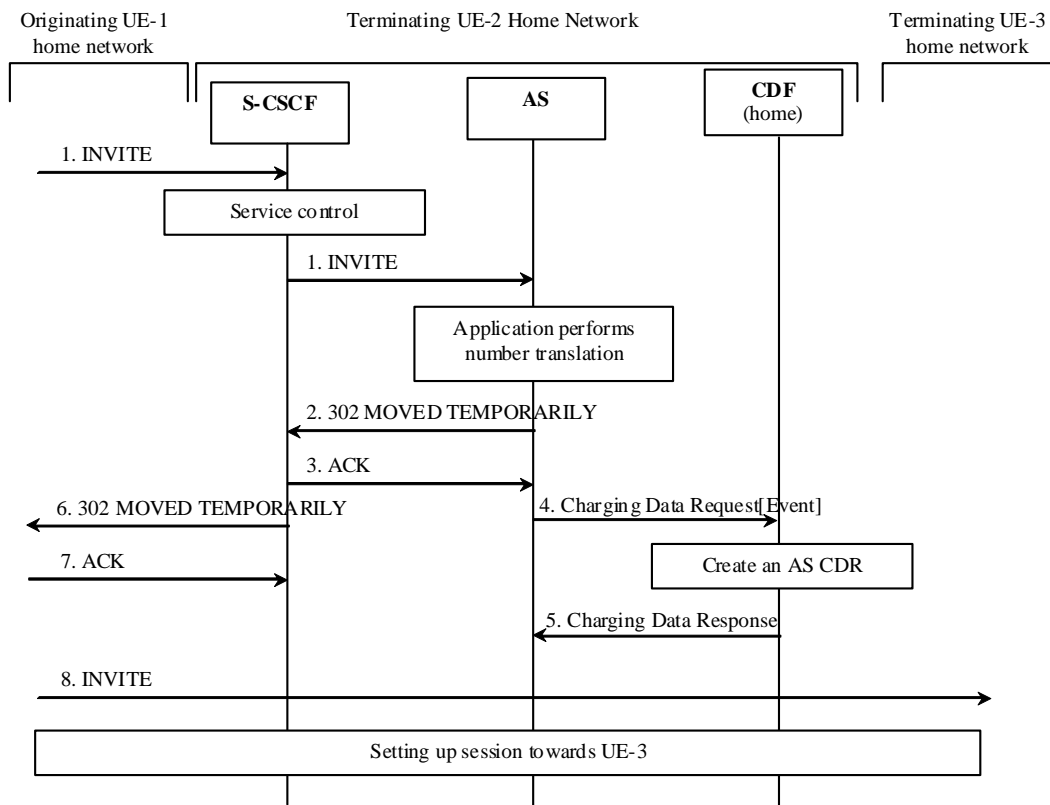 Originating UE-1
home network
Terminating UE-2 Home Network
Terminating UE-3
home network
S-CSCF
AS
CDF
(home)
1. INVITE
Service control
1. INVITE
Application performs
number translation
2. 302 MOVED TEMPORARILY
3. ACK
6. 302 MOVED TEMPORARILY
4. Charging Data Request[Event]
7. ACK
Create an AS CDR
5. Charging Data Response
8. INVITE
Setting up session towards UE-3